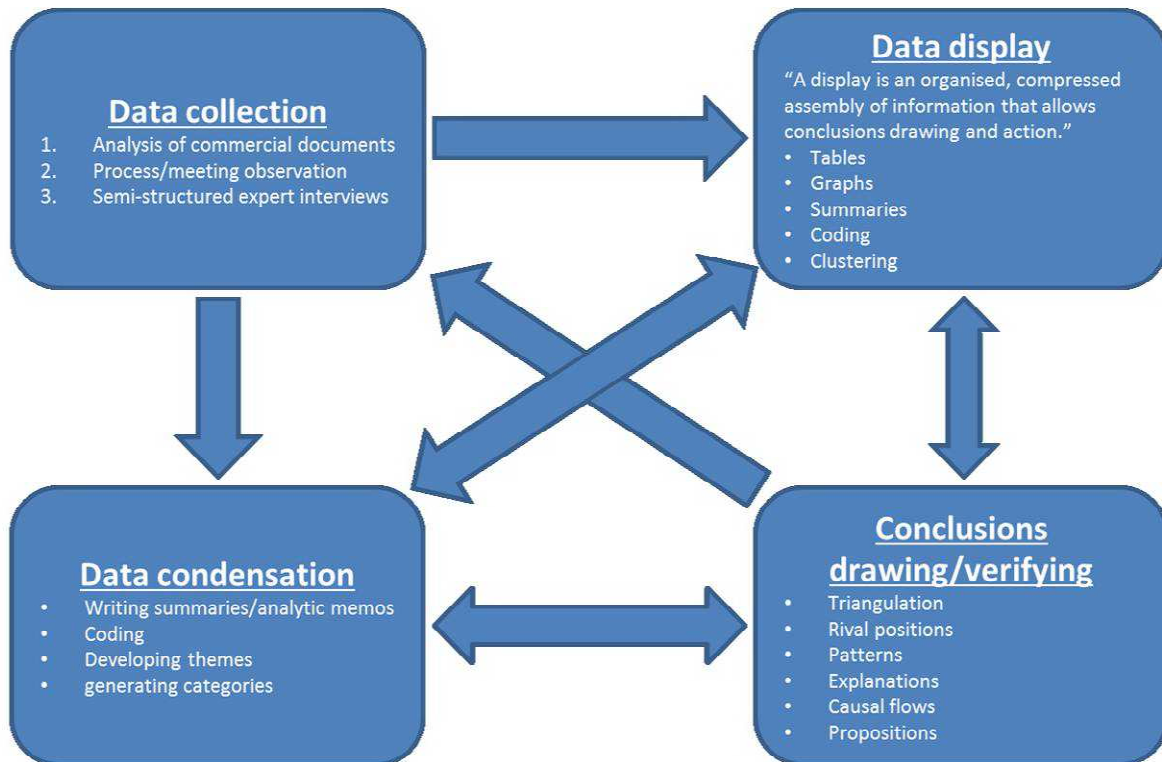 Data collection
1. Analysis of commercial documents
2. Process/meeting observation
3. Semi-structured expert interviews
Data display
“A display is an organised, compressed
assembly of information that allows
conclusions drawing and action.”
• Tables
• Graphs
• Summaries
• Coding
• Clustering
Data condensation
• Writing summaries/analytic memos
• Coding
• Developing themes
• generating categories
Conclusions
drawing/verifying
• Triangulation
• Rival positions
• Patterns
• Explanations
• Causal flows
• Propositions